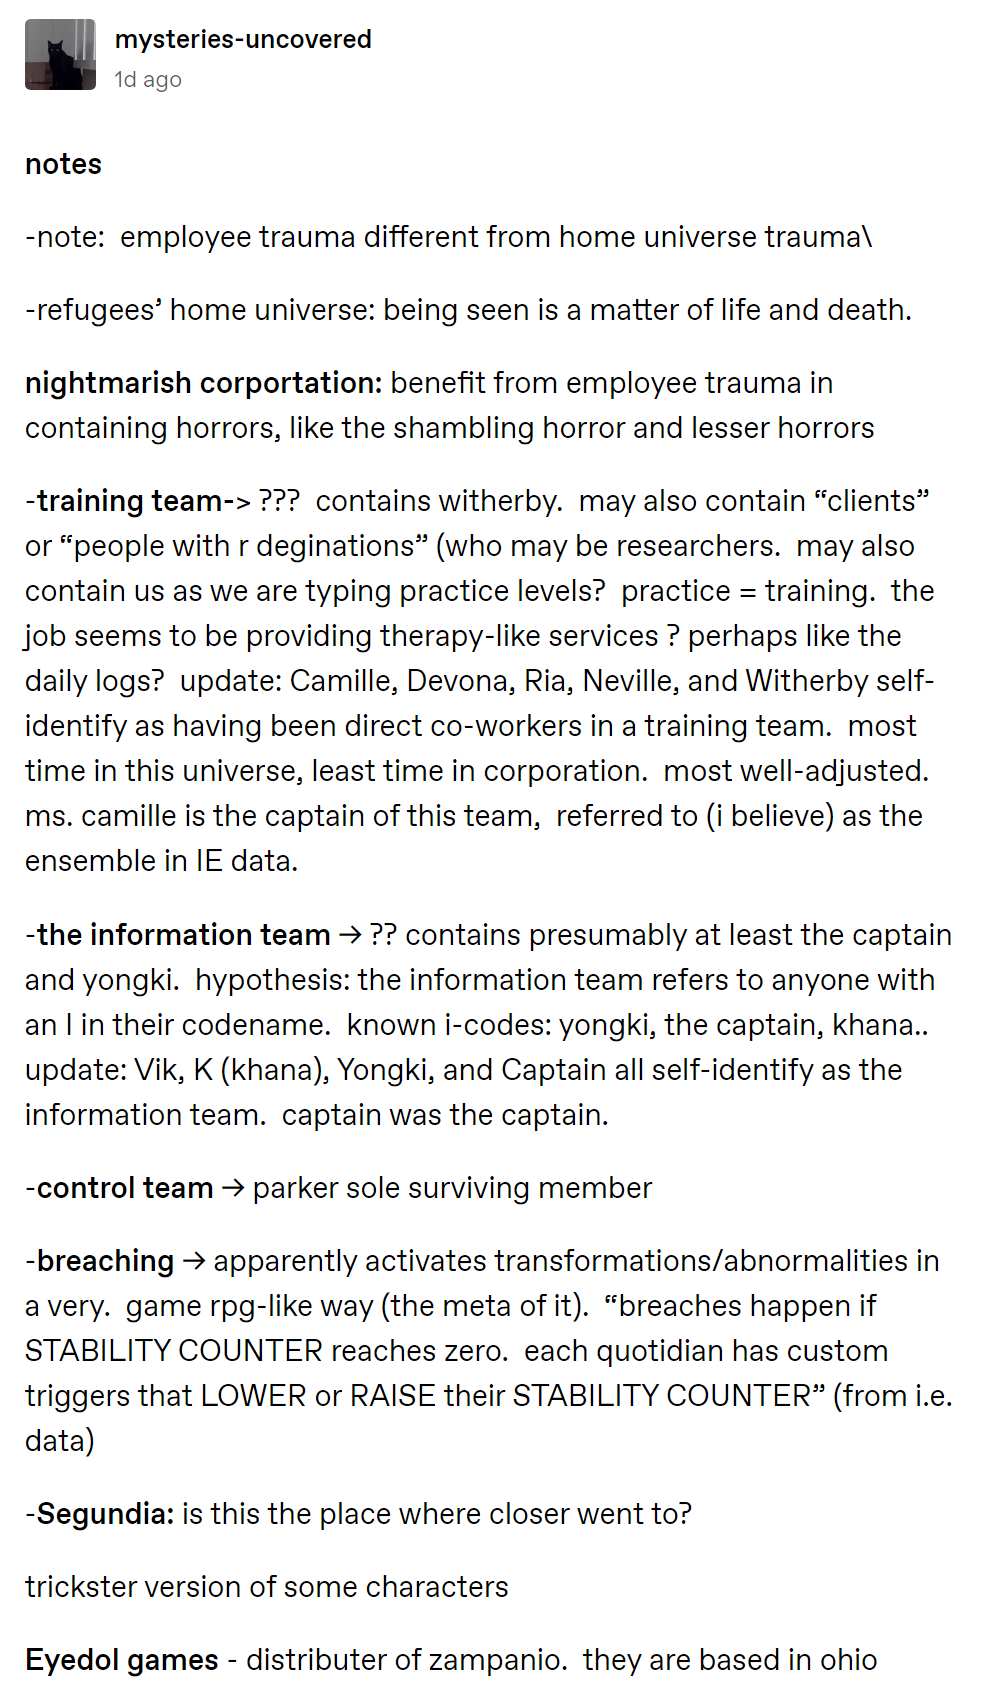 mysteries-uncovered
1d ago
notes
-note:  employee trauma different from home universe trauma\
-refugees’ home universe: being seen is a matter of life and death.
nightmarish corportation: benefit from employee trauma in
containing horrors, like the shambling horror and lesser horrors
-training team-> ???  contains witherby.  may also contain “clients”
or “people with r deginations” (who may be researchers.  may also
contain us as we are typing practice levels?  practice = training.  the
job seems to be providing therapy-like services ? perhaps like the
daily logs?  update: Camille, Devona, Ria, Neville, and Witherby self-
identify as having been direct co-workers in a training team.  most
time in this universe, least time in corporation.  most well-adjusted.
ms. camille is the captain of this team,  referred to (i believe) as the
ensemble in IE data.
-the information team → ?? contains presumably at least the captain
and yongki.  hypothesis: the information team refers to anyone with
an I in their codename.  known i-codes: yongki, the captain, khana..
update: Vik, K (khana), Yongki, and Captain all self-identify as the
information team.  captain was the captain.
-control team → parker sole surviving member
-breaching → apparently activates transformations/abnormalities in
a very.  game rpg-like way (the meta of it).  “breaches happen if
STABILITY COUNTER reaches zero.  each quotidian has custom
triggers that LOWER or RAISE their STABILITY COUNTER” (from i.e.
data)
-Segundia: is this the place where closer went to?
trickster version of some characters
Eyedol games - distributer of zampanio.  they are based in ohio